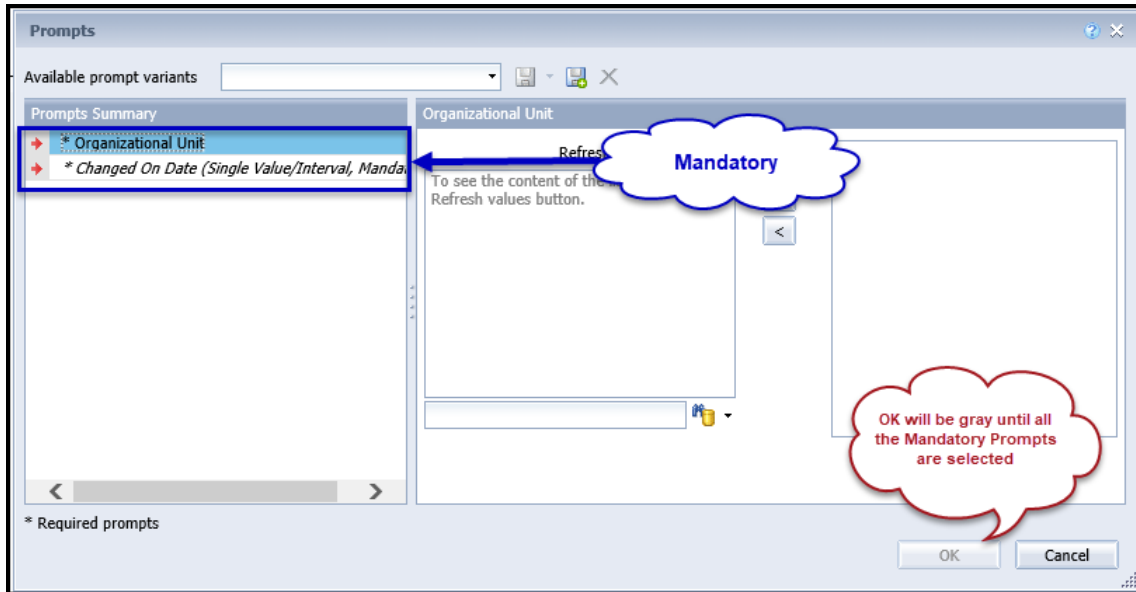 Prompts
Available prompt variants
Prompts Summary
* Organizational Unit
* Changed On Date (Single Value/Interval, Manda
Organizational Unit
Refres
To see the content of the
Refresh values button.
Mandatory
<
OK will be gray until all
the Mandatory Prompts
are selected
* Required prompts
OK
Cancel